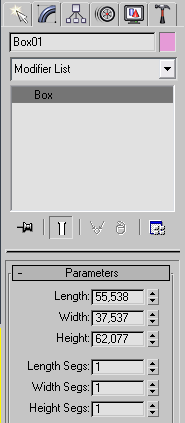 Box01
Modifier List
Box
- Parameters
Length: 55,538
Width: 37,537
Height: 62,077
Length Segs: 1
Width Segs: 1
Height Segs: 1